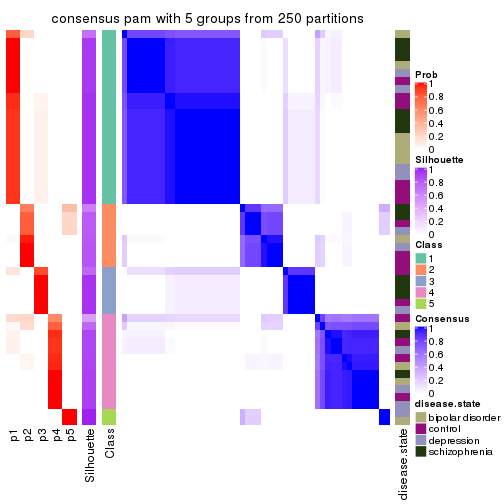 consensus pam with 5 groups from 250 partitions
Prob
1
0.8
0.6
0.4
0.2
0
Silhouette
1
0.8
0.6
0.4
0.2
0
Class
1
2
3
4
5
Consensus
1
0.8
0.6
0.4
0.2
0
disease.state
bipolar disorder
control
depression
schizophrenia
p1
p2
p3
p4
p5
Silhouette
Class
disease.state